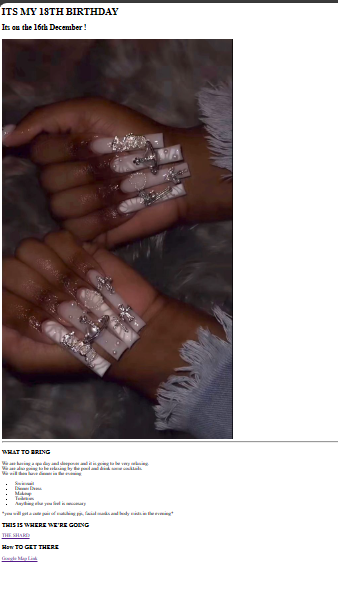 ITS MY 18TH BIRTHDAY
Its on the 16th December !
WHAT TO BRING
We are having a spa day and sleepover and it is going to be very relaxing.
We are also going to be relaxing by the pool and drink some cocktails.
We will then have dinner in the evening
Swimsuit
Dinner Dress
Makeup
Toiletries
Anything else you feel is neccesary
*you will get a cute pair of matching pjs, facial masks and body mists in the evening*
THIS IS WHERE WE'RE GOING
THE SHARD
How TO GET THERE
Google Map Link